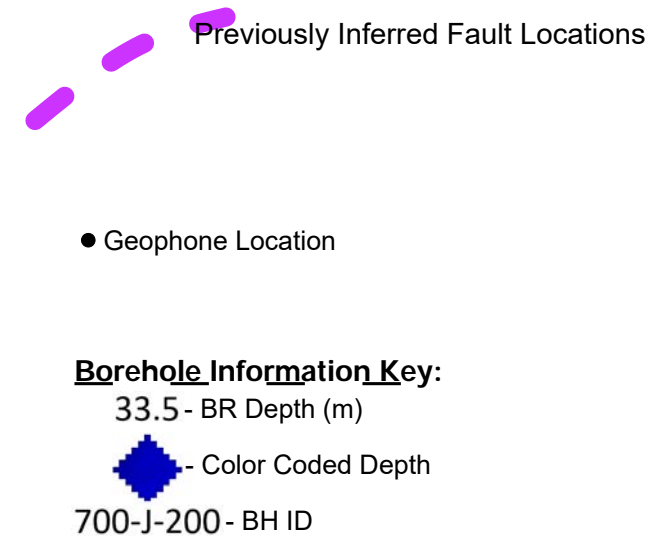 Previously Inferred Fault Locations
Geophone Location
Borehole Information Key:
33.5 - BR Depth (m)
- Color Coded Depth
700-J-200 - BH ID